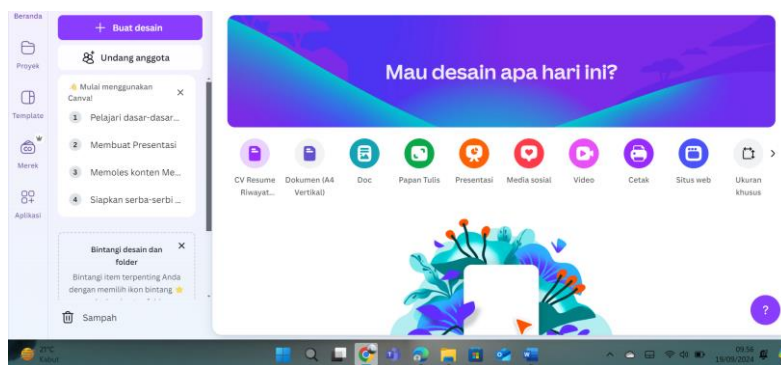 Beranda
Proyek
Template
Merek
Aplikasi
+ Buat desain
Undang anggota
Mulai menggunakan
Canva!
1 Pelajari dasar-dasar...
2 Membuat Presentasi
3 Memoles konten Me...
4 Siapkan serba-serbi ...
Bintangi desain dan
folder
Bintangi item terpenting Anda
dengan memilih ikon bintang
Sampah
Mau desain apa hari ini?
CV Resume
Riwayat...
Dokumen (A4
Vertikal)
Doc
Papan Tulis
Presentasi
Media sosial
Video
Cetak
Situs web
Ukuran
khusus
?
21°C
Kabut
09.56
19/09/2024